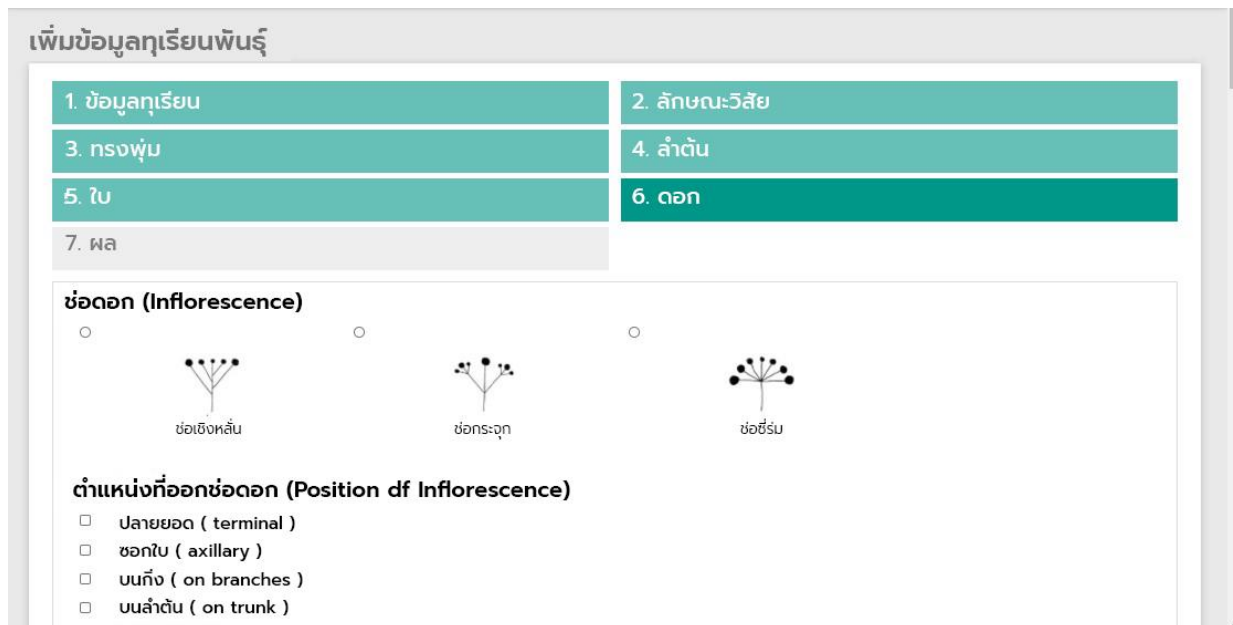 เพิ่มข้อมูลทุเรียนพันธุ์
1. ข้อมูลทุเรียน
2. ลักษณะวิสัย
3. ทรงพุ่ม
4. ลำต้น
5. ใบ
6. ดอก
7. ผล
ช่อดอก (Inflorescence)
ช่อเชิงหลั่น
ช่อกระจุก
ช่อซี่ร่ม
ตำแหน่งที่ออกช่อดอก (Position df Inflorescence)
ปลายยอด ( terminal )
ซอกใบ ( axillary )
บนกิ่ง ( on branches )
บนลำต้น ( on trunk )